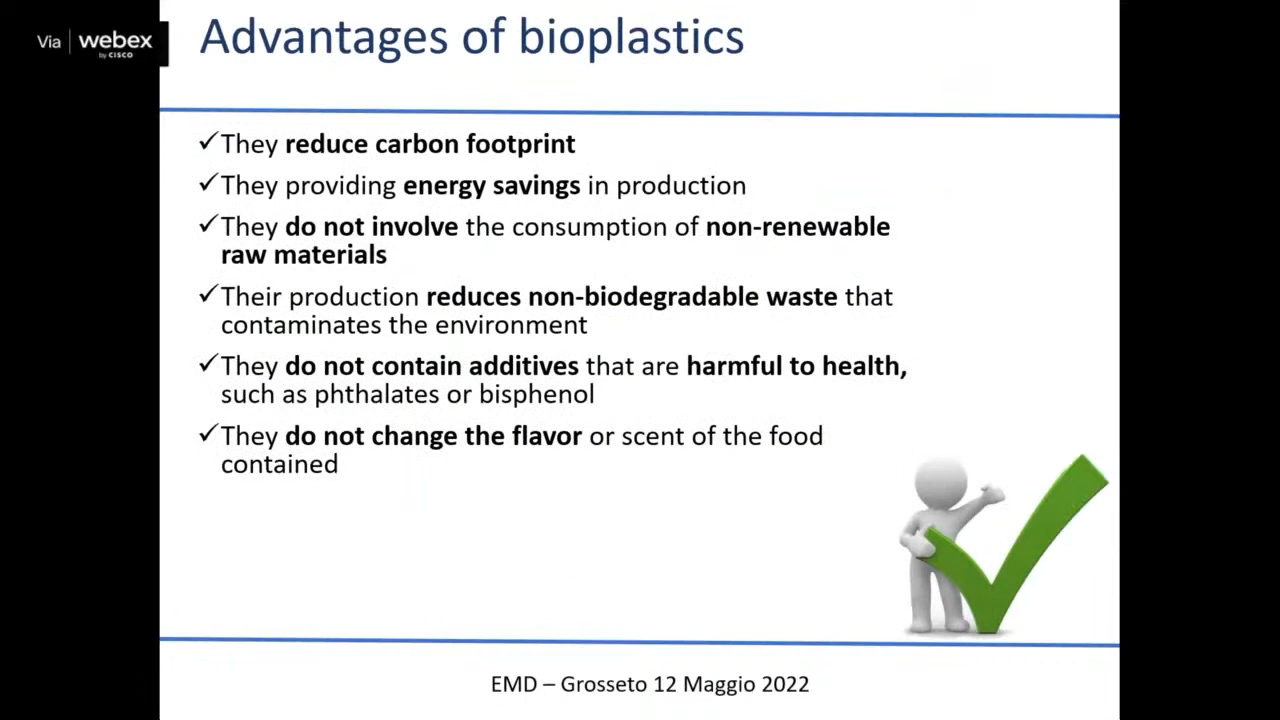 Via webex
by CISCO
Advantages of bioplastics
✓They reduce carbon footprint
✓They providing energy savings in production
✓They do not involve the consumption of non-renewable
raw materials
✓Their production reduces non-biodegradable waste that
contaminates the environment
✓They do not contain additives that are harmful to health,
such as phthalates or bisphenol
✓They do not change the flavor or scent of the food
contained
EMD – Grosseto 12 Maggio 2022